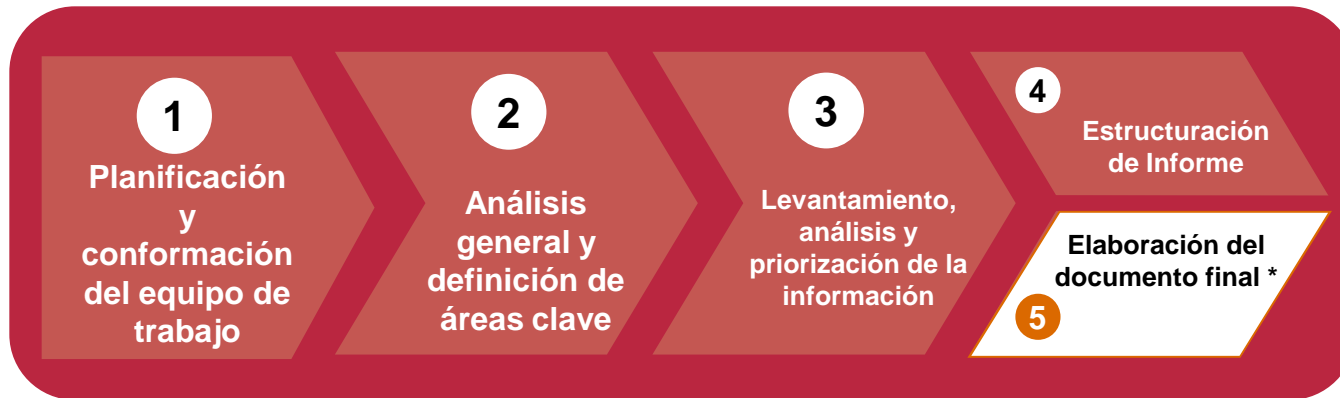 1
Planificación
y
conformación
del equipo de
trabajo
2
Análisis
general y
definición de
áreas clave
3
Levantamiento,
análisis y
priorización de la
información
4
Estructuración
de Informe
Elaboración del
documento final *
5